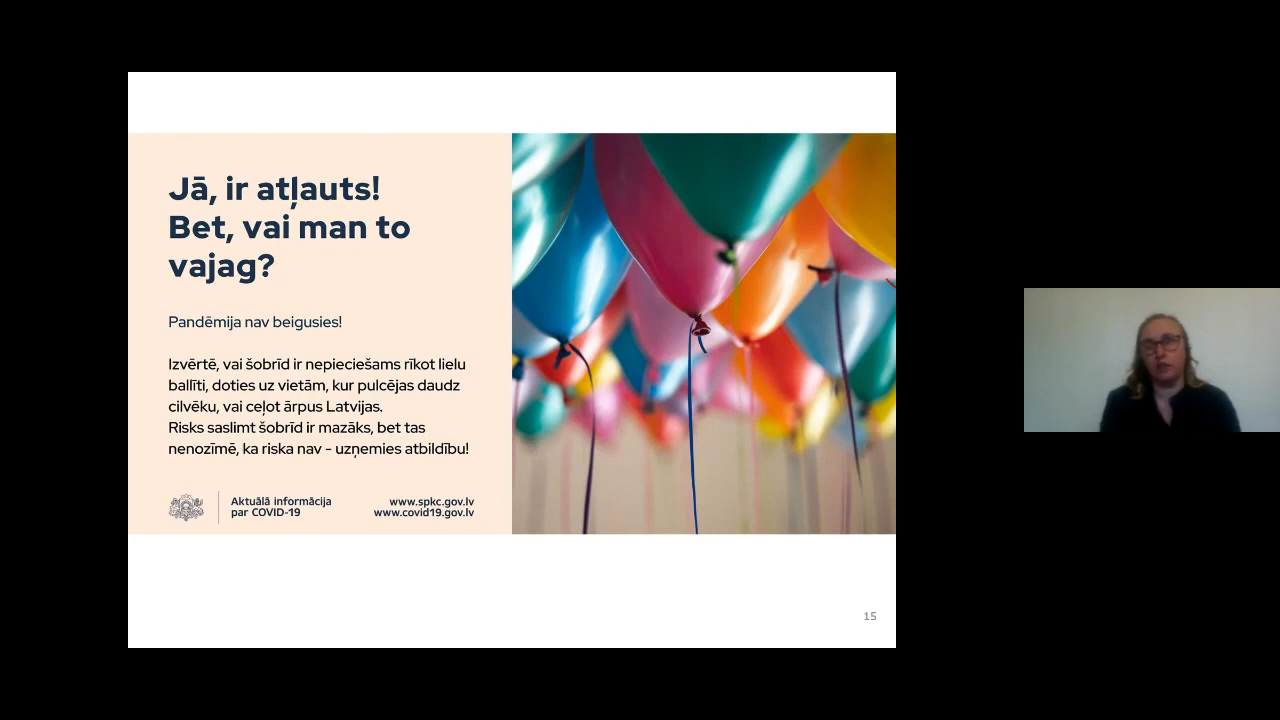 Jā, ir atļauts!
Bet, vai man to
vajag?
Pandēmija nav beigusies!
Izvērtē, vai šobrīd ir nepieciešams rīkot lielu
ballīti, doties uz vietām, kur pulcējas daudz
cilvēku, vai ceļot ārpus Latvijas.
Risks saslimt šobrīd ir mazāks, bet tas
nenozīmē, ka riska nav - uzņemies atbildību!
Aktuālā informācija
par COVID-19
www.spkc.gov.lv
www.covid19.gov.lv
15